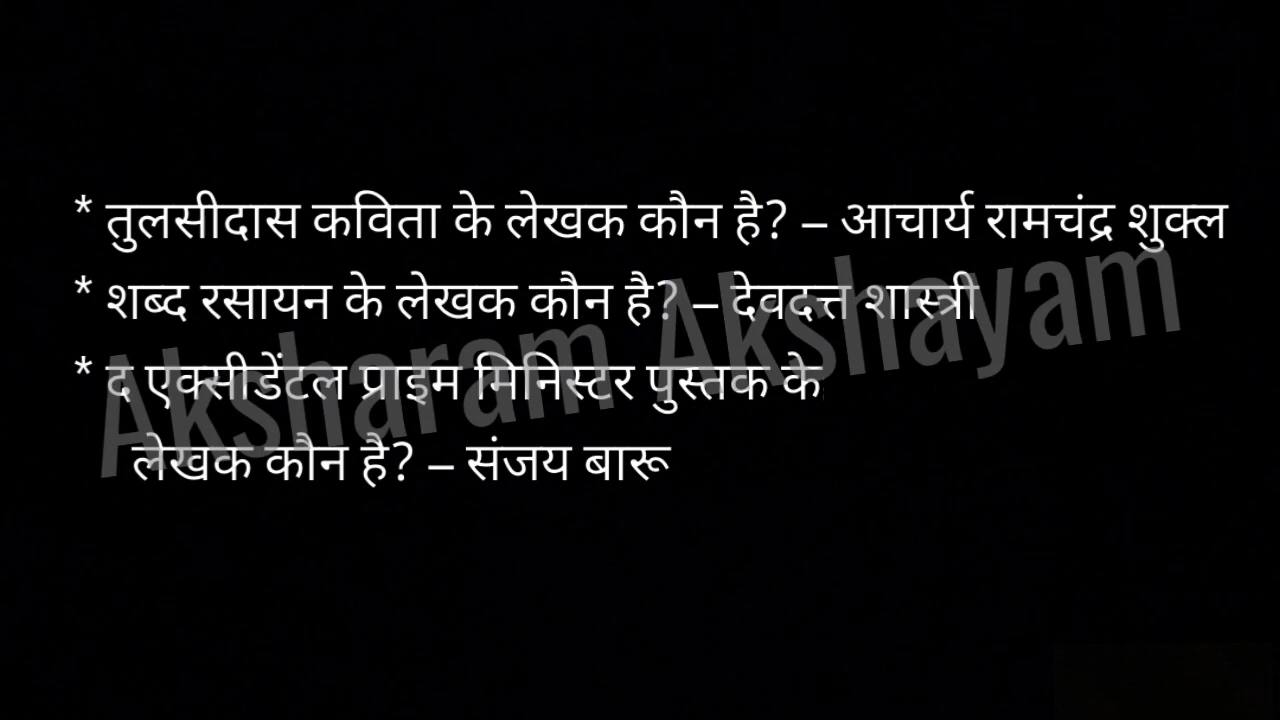 * तुलसीदास कविता के लेखक कौन है? – आचार्य रामचंद्र शुक्ल
* शब्द रसायन के लेखक कौन है? – देवदत्त शास्त्री
* द एक्सीडेंटल प्राइम मिनिस्टर पुस्तक के
लेखक कौन है? – संजय बारू
Aksharam Akshayam